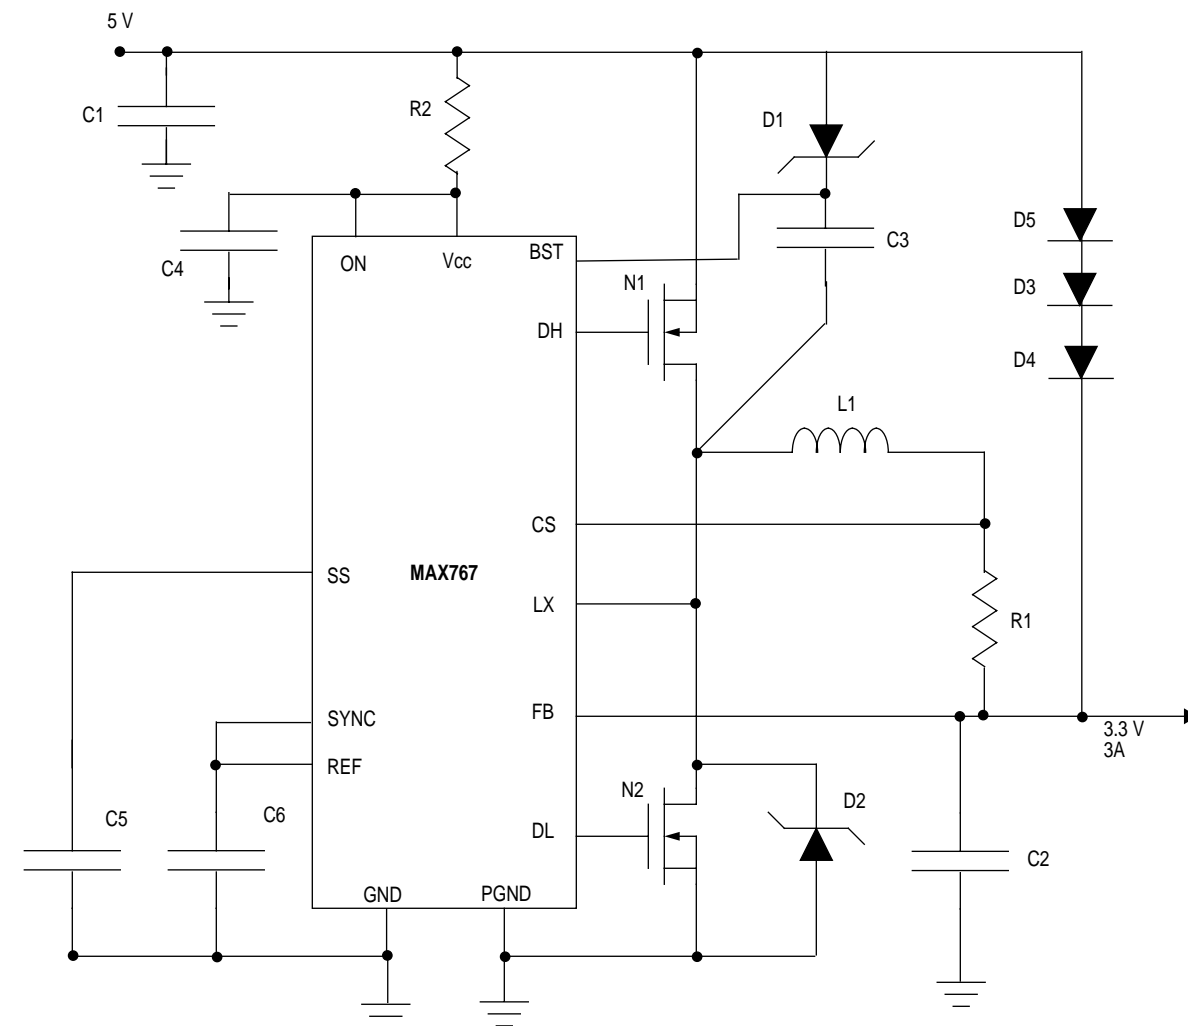 5 V
C1
R2
D1
C4
ON
Vcc
BST
C3
D5
N1
D3
DH
D4
L1
CS
SS
MAX767
LX
R1
SYNC
FB
3.3 V
3A
REF
N2
D2
C5
C6
DL
C2
GND
PGND